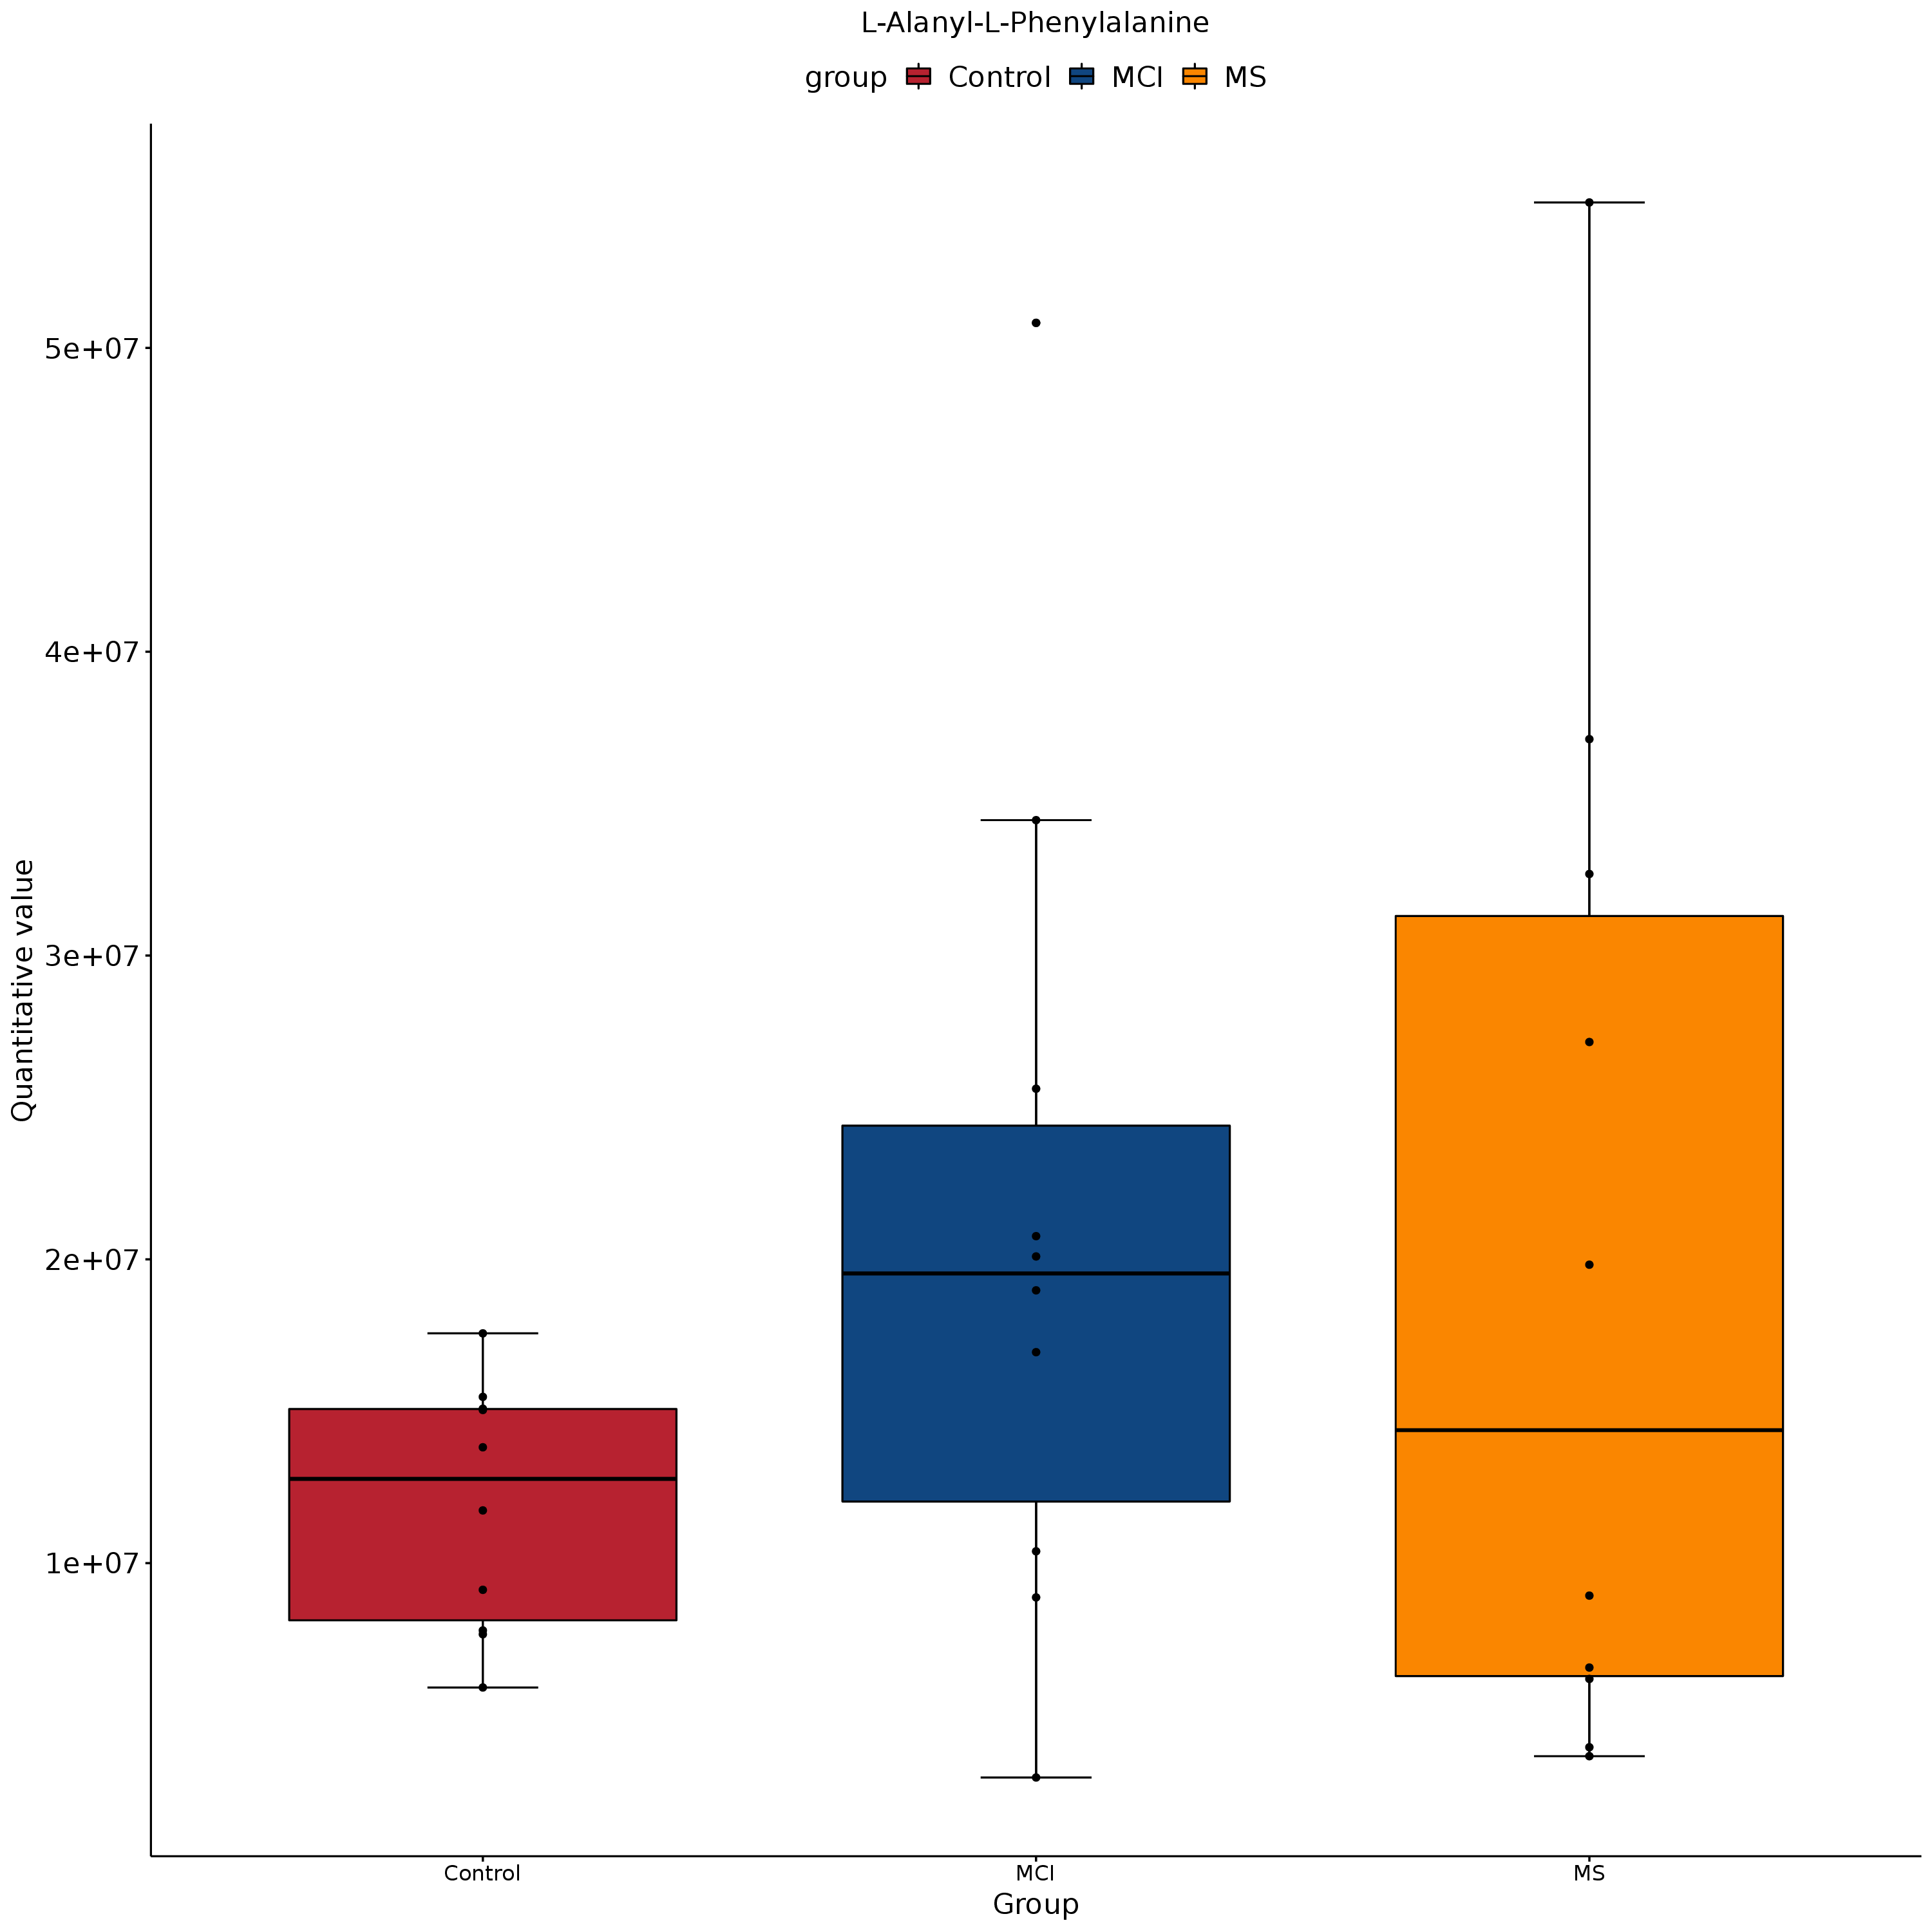 L-Alanyl-L-Phenylalanine
group Control MCI MS
5e+07
4e+07
3e+07
2e+07
1e+07
Quantitative value
Control MCI MS
Group